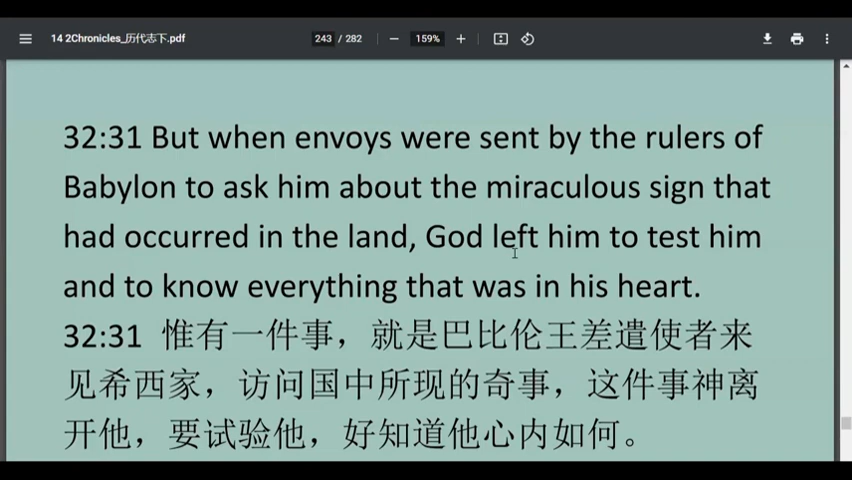 14 2Chronicles_历代志下.pdf
243 / 282
159%
32:31 But when envoys were sent by the rulers of
Babylon to ask him about the miraculous sign that
had occurred in the land, God left him to test him
and to know everything that was in his heart.
32:31 惟有一件事，就是巴比伦王差遣使者来
见希西家，访问国中所现的奇事，这件事神离
开他，要试验他，好知道他心内如何。